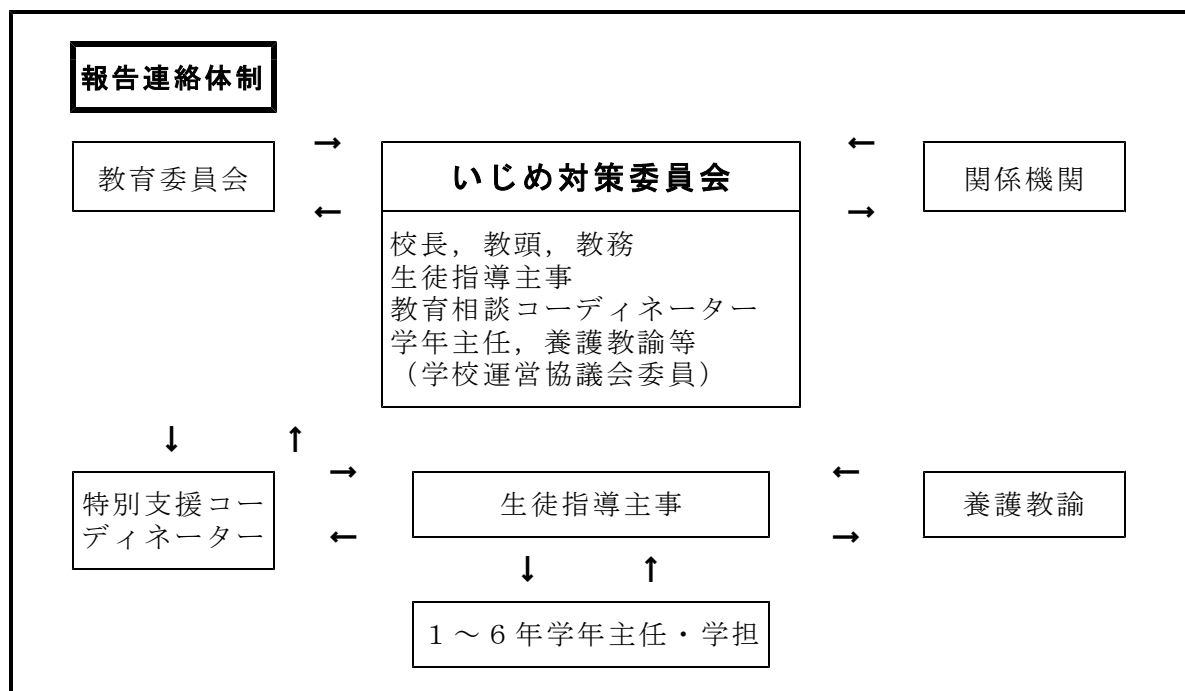 報告連絡体制
→ ←
教育委員会 いじめ対策委員会 関係機関
← →
校長，教頭，教務
生徒指導主事
教育相談コーディネーター
学年主任，養護教諭等
（学校運営協議会委員）
↓ ↑
→ ←
特別支援コー
ディネーター
生徒指導主事
養護教諭
← →
↓ ↑
１～６年学年主任・学担